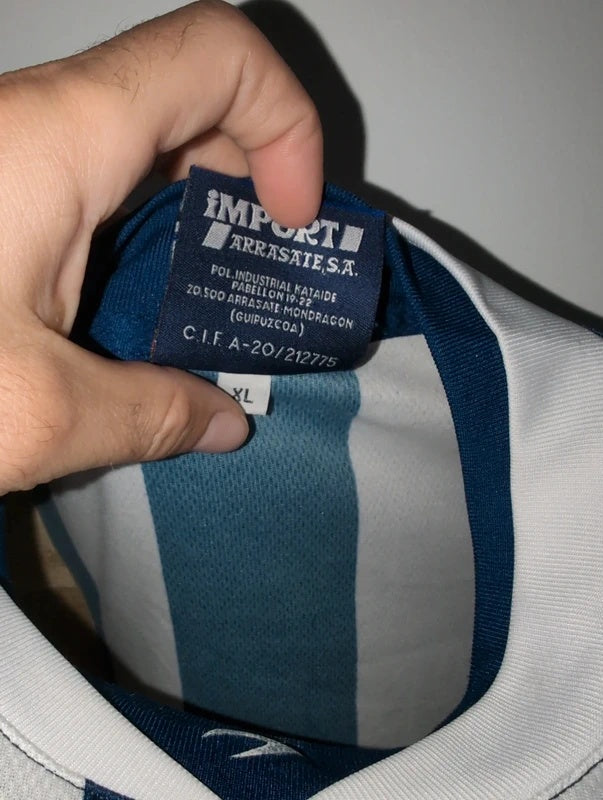 iMPORT
ARRASATE, S.A.
POL. INDUSTRIAL KATAIDE
PABELLON 19-22
20.500 ARRASATE-MONDRAGON
(GUIPUZCOA)
C.I.F. A-20/212775
XL